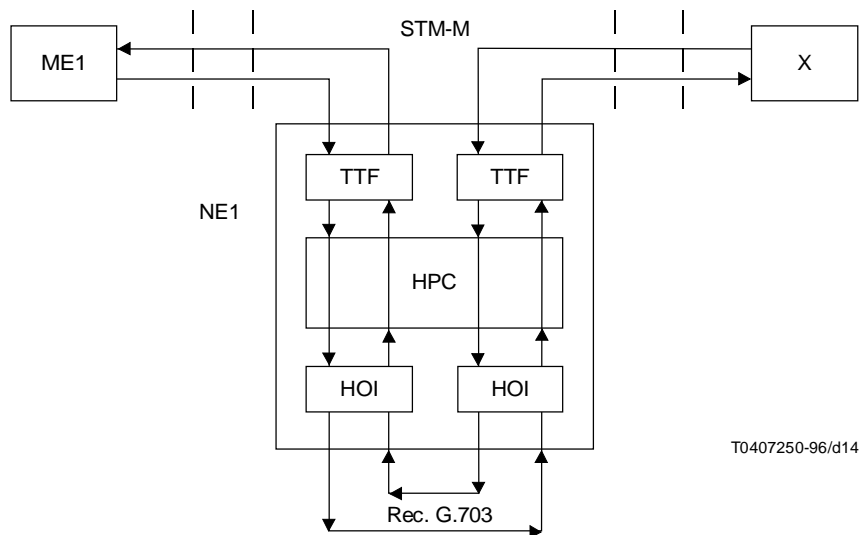 STM-M
ME1
X
TTF
TTF
NE1
HPC
HOI
HOI
T0407250-96/d14
Rec. G.703